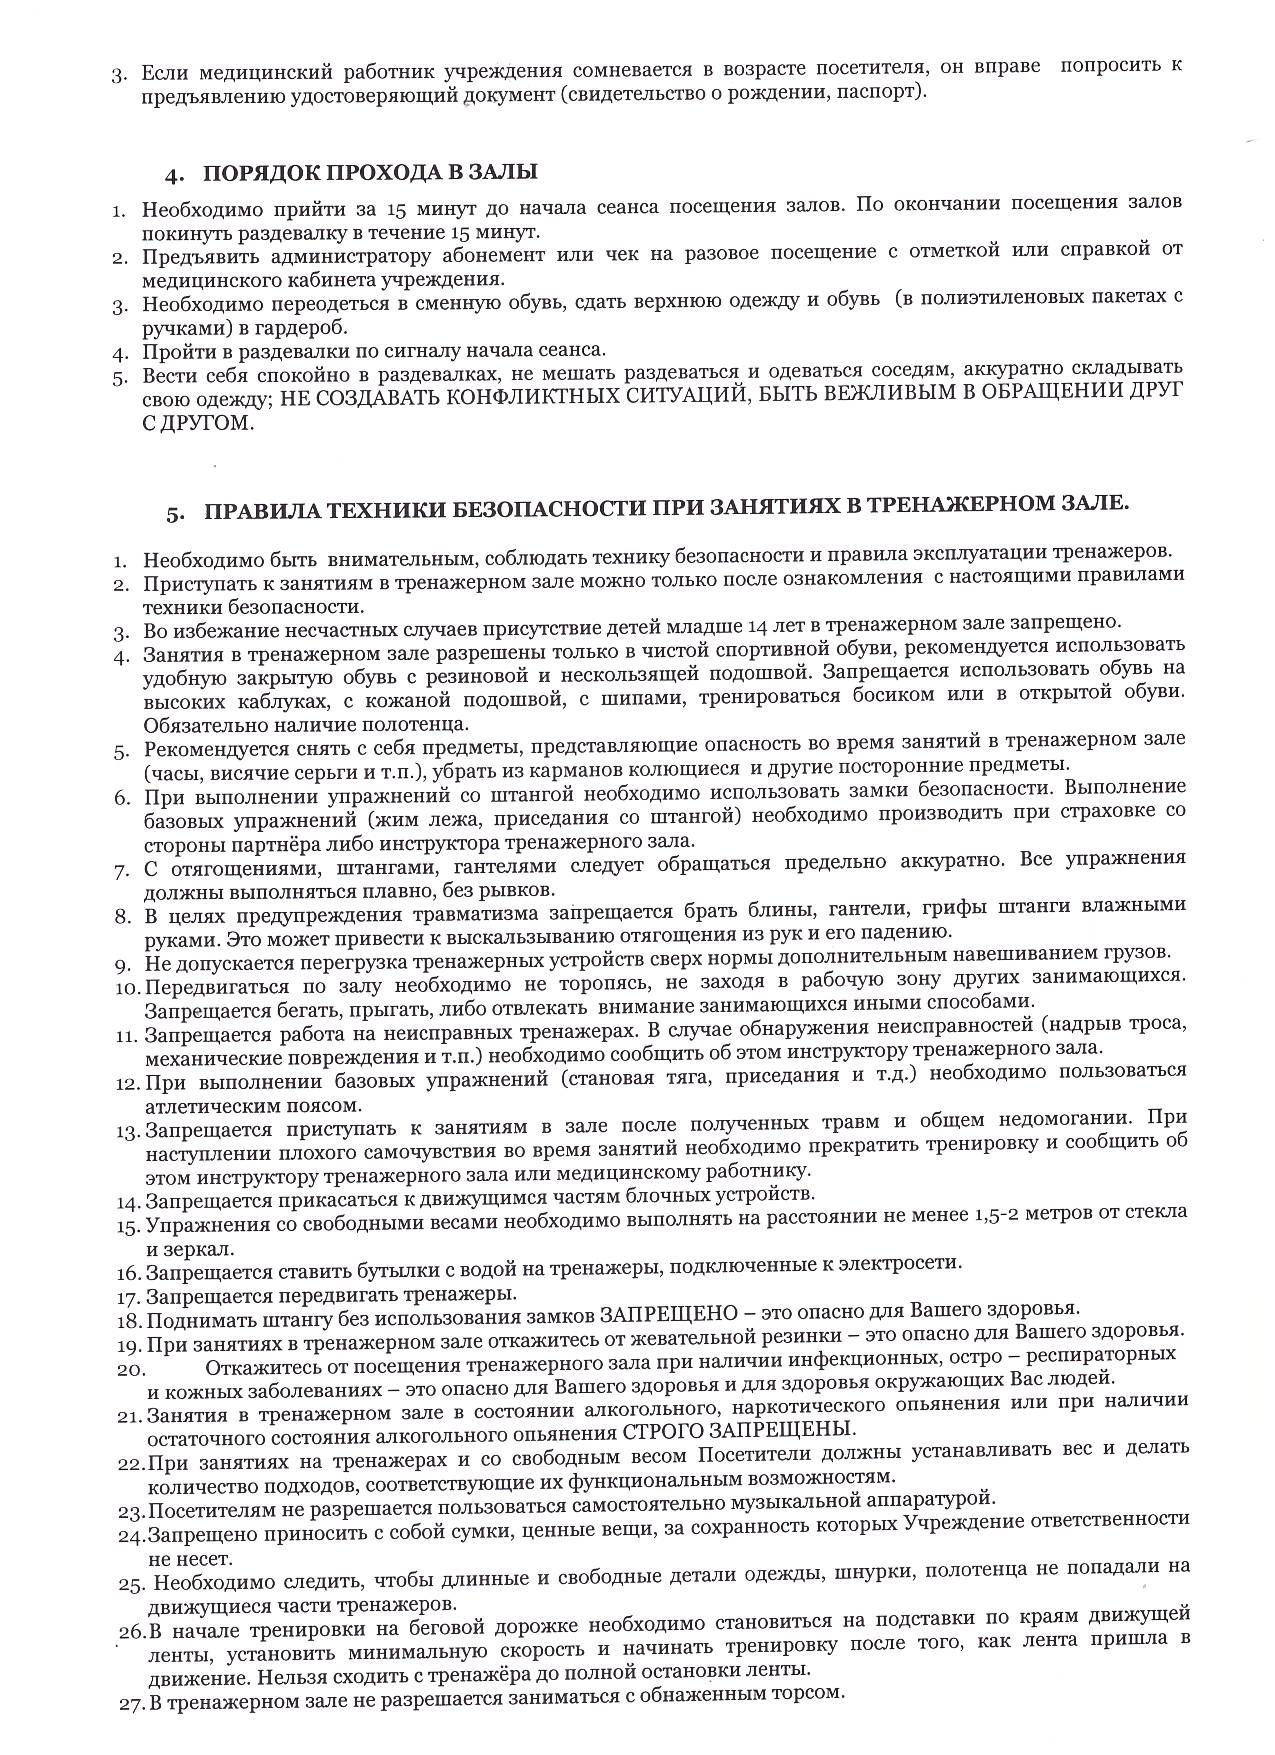 3. Если медицинский работник учреждения сомневается в возрасте посетителя, он вправе попросить к
предъявлению удостоверяющий документ (свидетельство о рождении, паспорт).
4. ПОРЯДОК ПРОХОДА В ЗАЛЫ
1. Необходимо прийти за 15 минут до начала сеанса посещения залов. По окончании посещения залов
покинуть раздевалку в течение 15 минут.
2. Предъявить администратору абонемент или чек на разовое посещение с отметкой или справкой от
медицинского кабинета учреждения.
3. Необходимо переодеться в сменную обувь, сдать верхнюю одежду и обувь (в полиэтиленовых пакетах с
ручками) в гардероб.
4. Пройти в раздевалки по сигналу начала сеанса.
5. Вести себя спокойно в раздевалках, не мешать раздеваться и одеваться соседям, аккуратно складывать
свою одежду; НЕ СОЗДАВАТЬ КОНФЛИКТНЫХ СИТУАЦИЙ, БЫТЬ ВЕЖЛИВЫМ В ОБРАЩЕНИИ ДРУГ
С ДРУГОМ.
5. ПРАВИЛА ТЕХНИКИ БЕЗОПАСНОСТИ ПРИ ЗАНЯТИЯХ В ТРЕНАЖЕРНОМ ЗАЛЕ.
1. Необходимо быть внимательным, соблюдать технику безопасности и правила эксплуатации тренажеров.
2. Приступать к занятиям в тренажерном зале можно только после ознакомления с настоящими правилами
техники безопасности.
3. Во избежание несчастных случаев присутствие детей младше 14 лет в тренажерном зале запрещено.
4. Занятия в тренажерном зале разрешены только в чистой спортивной обуви, рекомендуется использовать
удобную закрытую обувь с резиновой и нескользящей подошвой. Запрещается использовать обувь на
высоких каблуках, с кожаной подошвой, с шипами, тренироваться босиком или в открытой обуви.
Обязательно наличие полотенца.
5. Рекомендуется снять с себя предметы, представляющие опасность во время занятий в тренажерном зале
(часы, висячие серьги и т.п.), убрать из карманов колющиеся и другие посторонние предметы.
6. При выполнении упражнений со штангой необходимо использовать замки безопасности. Выполнение
базовых упражнений (жим лежа, приседания со штангой) необходимо производить при страховке со
стороны партнёра либо инструктора тренажерного зала.
7. С отягощениями, штангами, гантелями следует обращаться предельно аккуратно. Все упражнения
должны выполняться плавно, без рывков.
8. В целях предупреждения травматизма запрещается брать блины, гантели, грифы штанги влажными
руками. Это может привести к выскальзыванию отягощения из рук и его падению.
9. Не допускается перегрузка тренажерных устройств сверх нормы дополнительным навешиванием грузов.
10. Передвигаться по залу необходимо не торопясь, не заходя в рабочую зону других занимающихся.
Запрещается бегать, прыгать, либо отвлекать внимание занимающихся иными способами.
11. Запрещается работа на неисправных тренажерах. В случае обнаружения неисправностей (надрыв троса,
механические повреждения и т.п.) необходимо сообщить об этом инструктору тренажерного зала.
12. При выполнении базовых упражнений (становая тяга, приседания и т.д.) необходимо пользоваться
атлетическим поясом.
13. Запрещается приступать к занятиям в зале после полученных травм и общем недомогании. При
наступлении плохого самочувствия во время занятий необходимо прекратить тренировку и сообщить об
этом инструктору тренажерного зала или медицинскому работнику.
14. Запрещается прикасаться к движущимся частям блочных устройств.
15. Упражнения со свободными весами необходимо выполнять на расстоянии не менее 1,5-2 метров от стекла
и зеркал.
16. Запрещается ставить бутылки с водой на тренажеры, подключенные к электросети.
17. Запрещается передвигать тренажеры.
18. Поднимать штангу без использования замков ЗАПРЕЩЕНО – это опасно для Вашего здоровья.
19. При занятиях в тренажерном зале откажитесь от жевательной резинки – это опасно для Вашего здоровья.
20. Откажитесь от посещения тренажерного зала при наличии инфекционных, остро – респираторных
и кожных заболеваниях – это опасно для Вашего здоровья и для здоровья окружающих Вас людей.
21. Занятия в тренажерном зале в состоянии алкогольного, наркотического опьянения или при наличии
остаточного состояния алкогольного опьянения СТРОГО ЗАПРЕЩЕНЫ.
22. При занятиях на тренажерах и со свободным весом Посетители должны устанавливать вес и делать
количество подходов, соответствующие их функциональным возможностям.
23. Посетителям не разрешается пользоваться самостоятельно музыкальной аппаратурой.
24. Запрещено приносить с собой сумки, ценные вещи, за сохранность которых Учреждение ответственности
не несет.
25. Необходимо следить, чтобы длинные и свободные детали одежды, шнурки, полотенца не попадали на
движущиеся части тренажеров.
26. В начале тренировки на беговой дорожке необходимо становиться на подставки по краям движущей
ленты, установить минимальную скорость и начинать тренировку после того, как лента пришла в
движение. Нельзя сходить с тренажёра до полной остановки ленты.
27. В тренажерном зале не разрешается заниматься с обнаженным торсом.